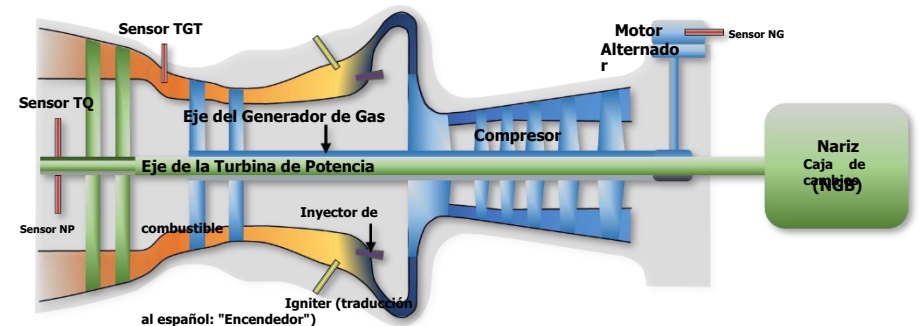 Sensor TGT
Motor
Alternado
r
Sensor NG
Sensor TQ
Eje del Generador de Gas
Compresor
Nariz
Caja de
cambios
(NGB)
Eje de la Turbina de Potencia
Sensor NP
combustible
Inyector de
Igniter (traducción
al español: "Encendedor")